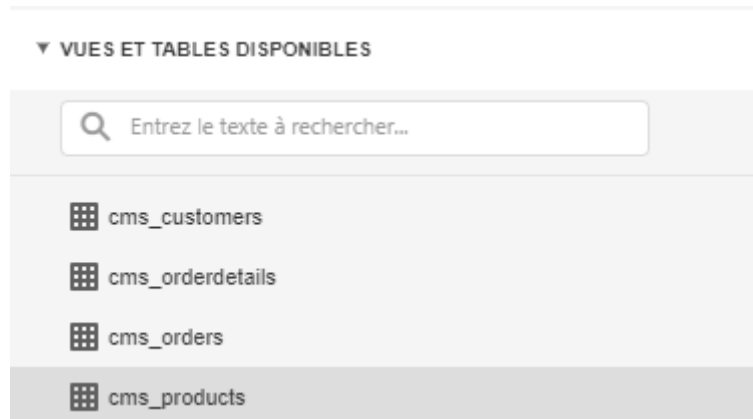 VUES ET TABLES DISPONIBLES
Entrez le texte à rechercher...
cms_customers
cms_orderdetails
cms_orders
cms_products